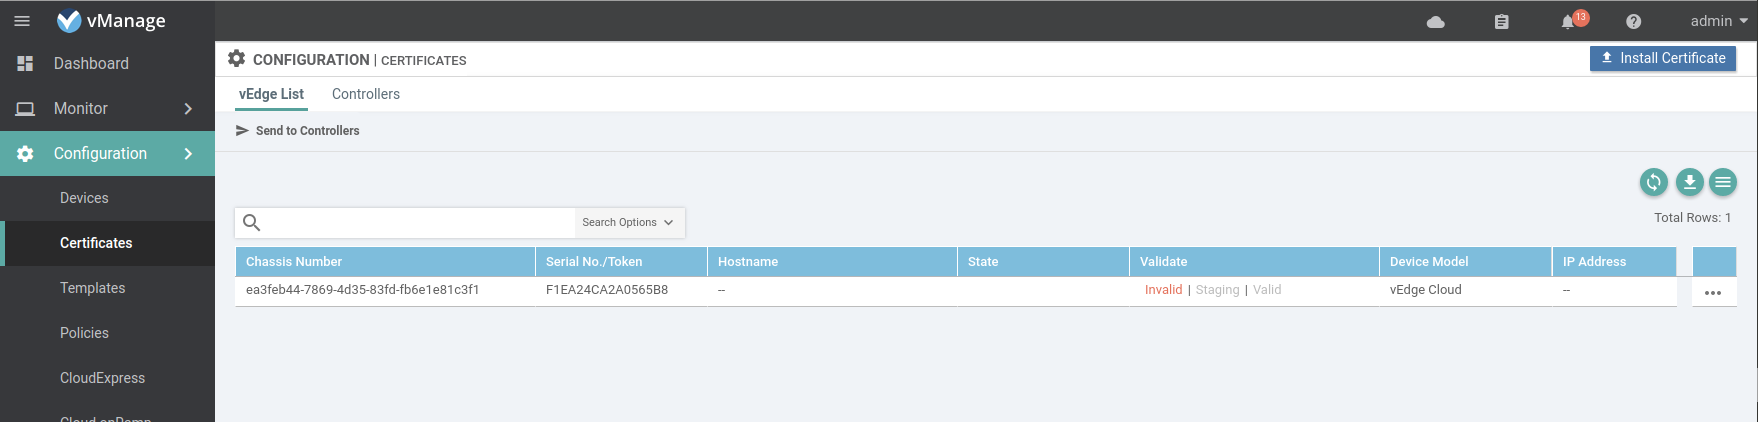 vManage
13
admin
Dashboard
Monitor
Configuration
Devices
Certificates
Templates
Policies
CloudExpress
CONFIGURATION | CERTIFICATES
Install Certificate
vEdge List Controllers
Send to Controllers
Search Options
Total Rows: 1
Chassis Number Serial No./Token Hostname State Validate Device Model IP Address
ea3feb44-7869-4d35-83fd-fb6e1e81c3f1 F1EA24CA2A0565B8 -- Invalid | Staging | Valid vEdge Cloud --